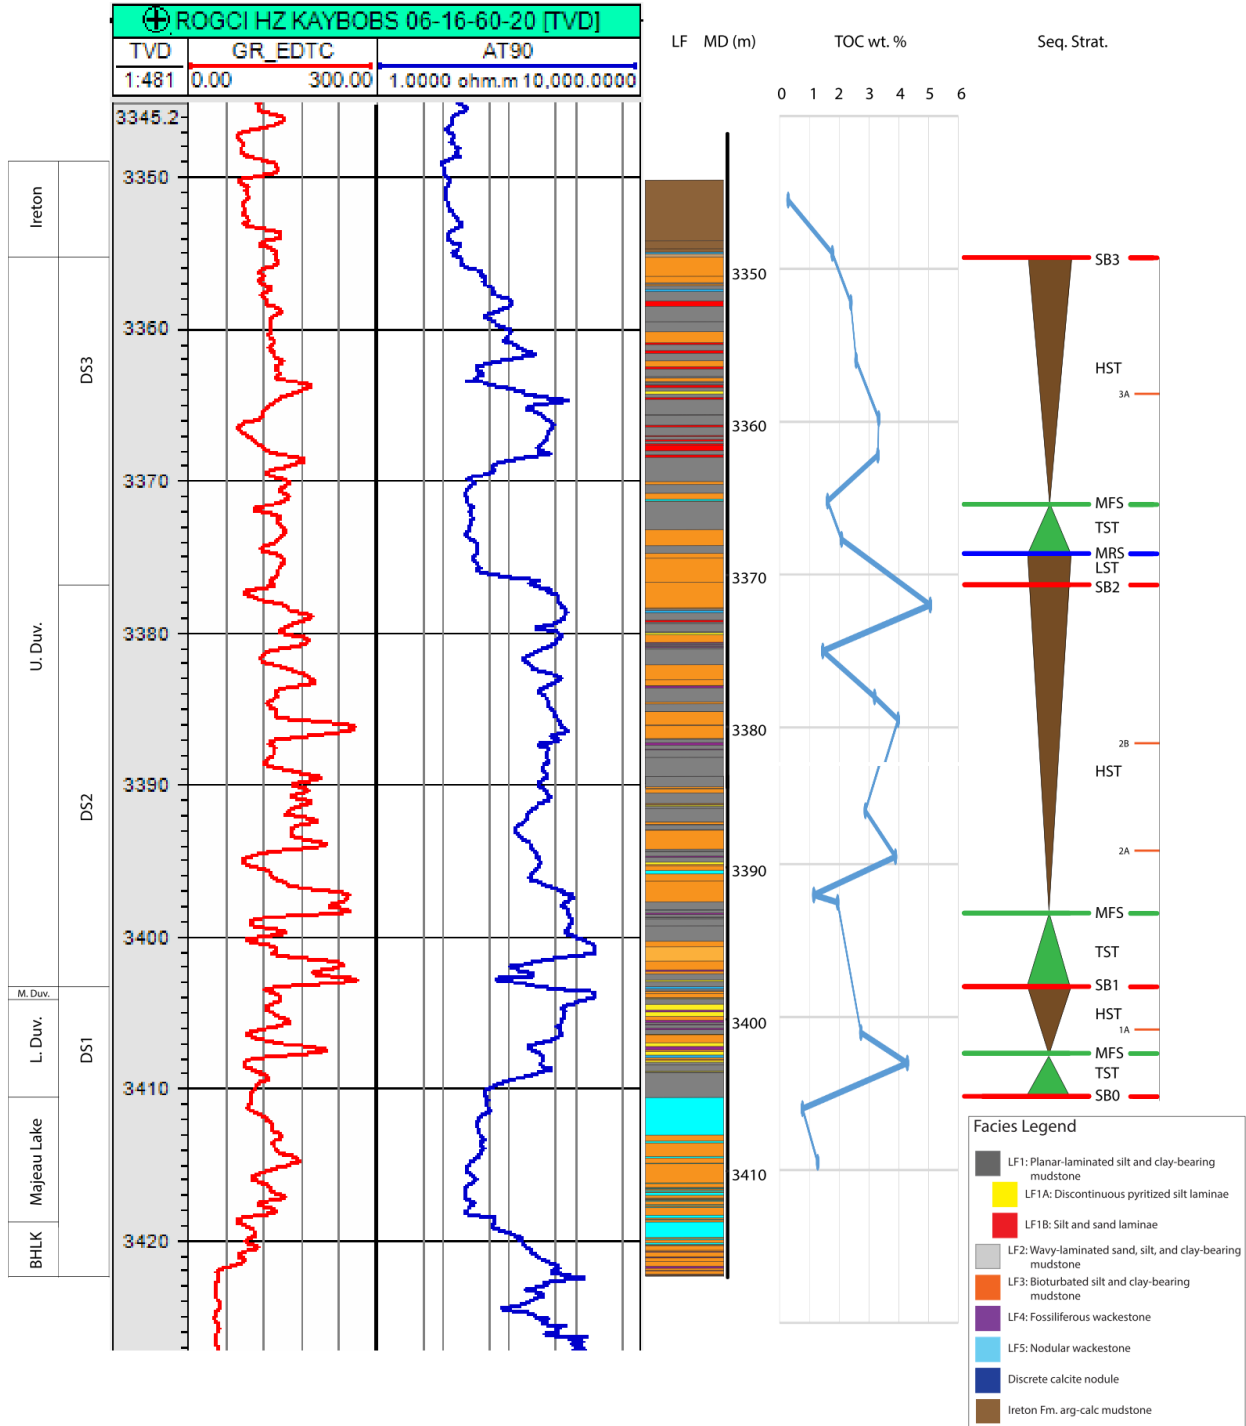 ROGCI HZ KAYBOBS 06-16-60-20 [TVD]
TVD GR_EDTC AT90
1:481 0.00 300.00 1.0000 ohm.m 10,000.0000
LF MD (m) TOC wt. % Seq. Strat.
0 1 2 3 4 5 6
3345.2
3350
3360
3370
3380
3390
3400
3410
3420
Ireton
U. Duv.
M. Duv.
L. Duv.
Majeau Lake
BHLK
DS3
DS2
DS1
3350
3360
3370
3380
3390
3400
3410
SB3
HST
3A
MFS
TST
MRS
LST
SB2
2B
HST
2A
MFS
TST
SB1
HST
1A
MFS
TST
SB0
Facies Legend
LF1: Planar-laminated silt and clay-bearing
mudstone
LF1A: Discontinuous pyritized silt laminae
LF1B: Silt and sand laminae
LF2: Wavy-laminated sand, silt, and clay-bearing
mudstone
LF3: Bioturbated silt and clay-bearing
mudstone
LF4: Fossiliferous wackestone
LF5: Nodular wackestone
Discrete calcite nodule
Ireton Fm. arg-calc mudstone